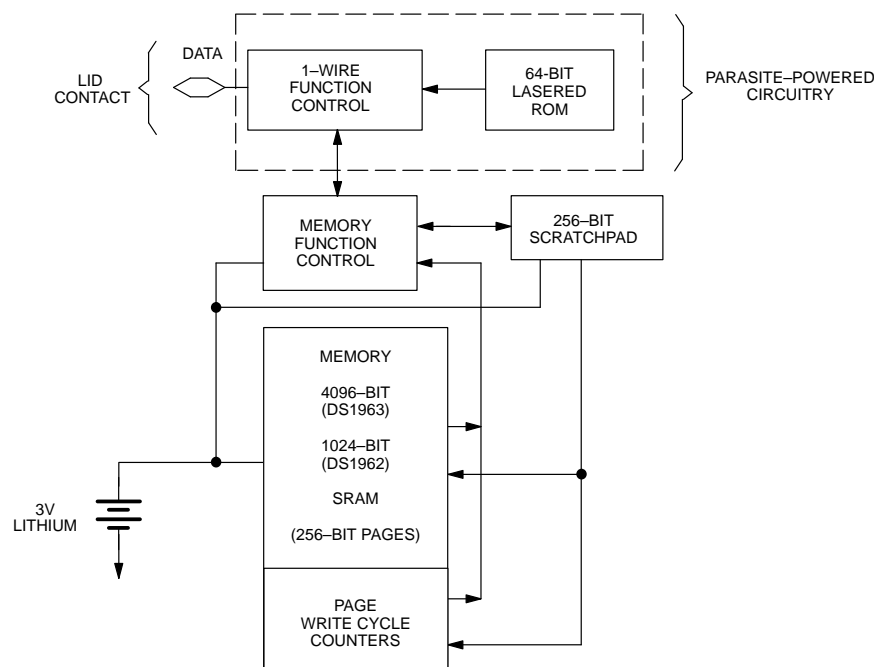 DATA
LID
CONTACT
1–WIRE
FUNCTION
CONTROL
64-BIT
LASERED
ROM
PARASITE–POWERED
CIRCUITRY
MEMORY
FUNCTION
CONTROL
256–BIT
SCRATCHPAD
MEMORY
4096–BIT
(DS1963)
1024–BIT
(DS1962)
SRAM
(256–BIT PAGES)
3V
LITHIUM
PAGE
WRITE CYCLE
COUNTERS